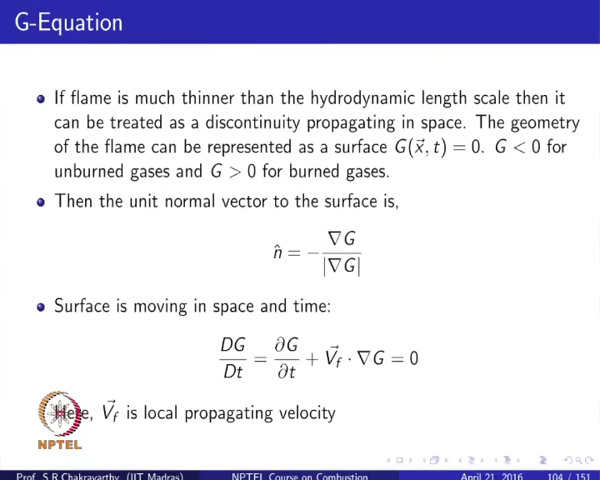 G-Equation
If flame is much thinner than the hydrodynamic length scale then it
can be treated as a discontinuity propagating in space. The geometry
of the flame can be represented as a surface G(x⃗, t) = 0. G < 0 for
unburned gases and G > 0 for burned gases.
Then the unit normal vector to the surface is,
n̂ = − ∇G / |∇G|
Surface is moving in space and time:
DG/Dt = ∂G/∂t + V⃗f · ∇G = 0
Here, V⃗f is local propagating velocity
NPTEL
Prof. S.R.Chakravarthy (IIT Madras) NPTEL Course on Combustion April 21, 2016 104 / 151